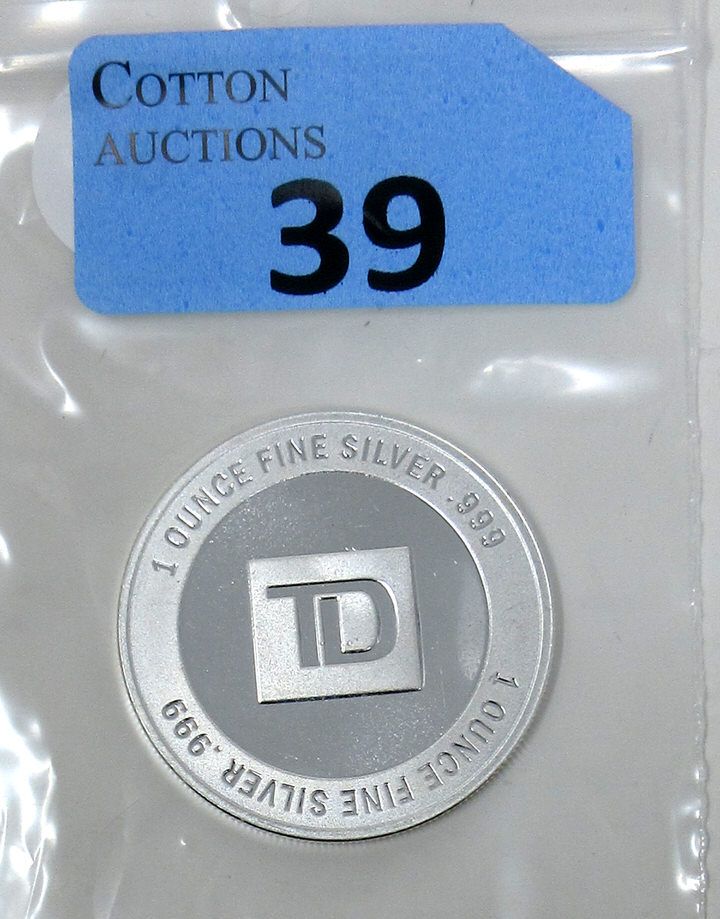 COTTON
AUCTIONS
39
1 OUNCE FINE SILVER .999
TD
1 OUNCE FINE SILVER .999